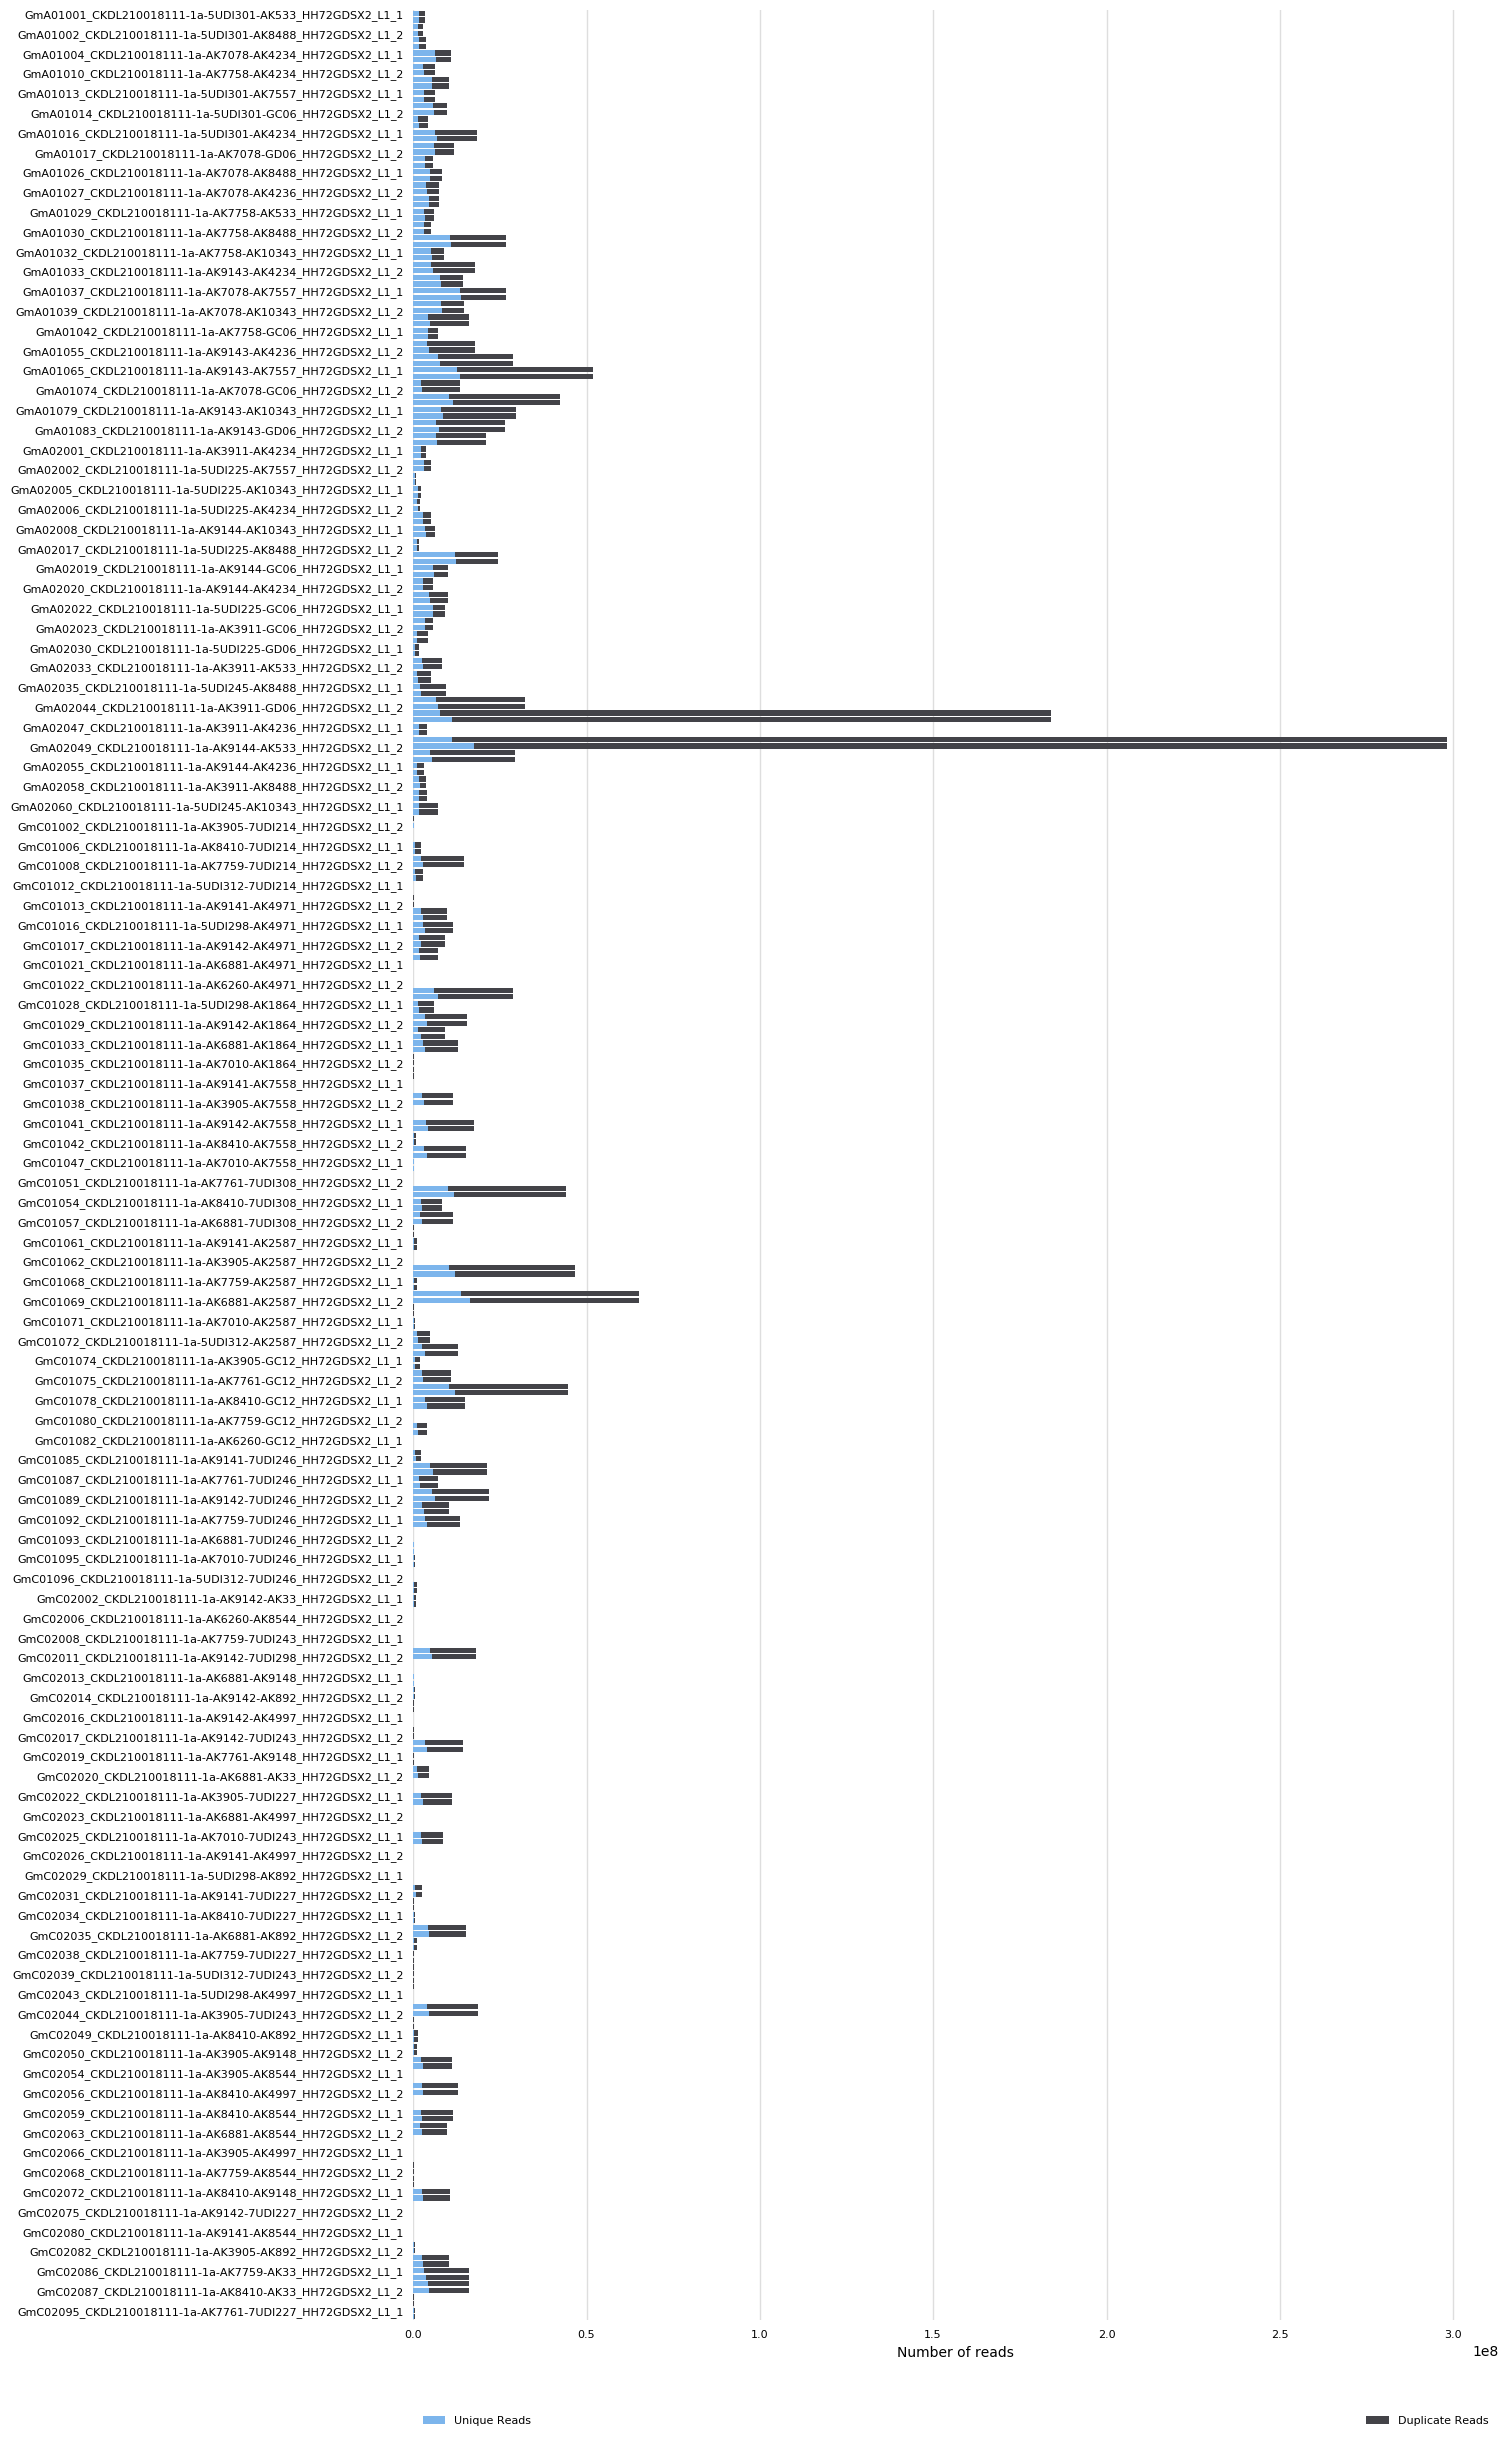 GmA01001_CKDL210018111-1a-5UDI301-AK533_HH72GDSX2_L1_1
GmA01002_CKDL210018111-1a-5UDI301-AK8488_HH72GDSX2_L1_2
GmA01004_CKDL210018111-1a-AK7078-AK4234_HH72GDSX2_L1_1
GmA01010_CKDL210018111-1a-AK7758-AK4234_HH72GDSX2_L1_2
GmA01013_CKDL210018111-1a-5UDI301-AK7557_HH72GDSX2_L1_1
GmA01014_CKDL210018111-1a-5UDI301-GC06_HH72GDSX2_L1_2
GmA01016_CKDL210018111-1a-5UDI301-AK4234_HH72GDSX2_L1_1
GmA01017_CKDL210018111-1a-AK7078-GD06_HH72GDSX2_L1_2
GmA01026_CKDL210018111-1a-AK7078-AK8488_HH72GDSX2_L1_1
GmA01027_CKDL210018111-1a-AK7078-AK4236_HH72GDSX2_L1_2
GmA01029_CKDL210018111-1a-AK7758-AK533_HH72GDSX2_L1_1
GmA01030_CKDL210018111-1a-AK7758-AK8488_HH72GDSX2_L1_2
GmA01032_CKDL210018111-1a-AK7758-AK10343_HH72GDSX2_L1_1
GmA01033_CKDL210018111-1a-AK9143-AK4234_HH72GDSX2_L1_2
GmA01037_CKDL210018111-1a-AK7078-AK7557_HH72GDSX2_L1_1
GmA01039_CKDL210018111-1a-AK7078-AK10343_HH72GDSX2_L1_2
GmA01042_CKDL210018111-1a-AK7758-GC06_HH72GDSX2_L1_1
GmA01055_CKDL210018111-1a-AK9143-AK4236_HH72GDSX2_L1_2
GmA01065_CKDL210018111-1a-AK9143-AK7557_HH72GDSX2_L1_1
GmA01074_CKDL210018111-1a-AK7078-GC06_HH72GDSX2_L1_2
GmA01079_CKDL210018111-1a-AK9143-AK10343_HH72GDSX2_L1_1
GmA01083_CKDL210018111-1a-AK9143-GD06_HH72GDSX2_L1_2
GmA02001_CKDL210018111-1a-AK3911-AK4234_HH72GDSX2_L1_1
GmA02002_CKDL210018111-1a-5UDI225-AK7557_HH72GDSX2_L1_2
GmA02005_CKDL210018111-1a-5UDI225-AK10343_HH72GDSX2_L1_1
GmA02006_CKDL210018111-1a-5UDI225-AK4234_HH72GDSX2_L1_2
GmA02008_CKDL210018111-1a-AK9144-AK10343_HH72GDSX2_L1_1
GmA02017_CKDL210018111-1a-5UDI225-AK8488_HH72GDSX2_L1_2
GmA02019_CKDL210018111-1a-AK9144-GC06_HH72GDSX2_L1_1
GmA02020_CKDL210018111-1a-AK9144-AK4234_HH72GDSX2_L1_2
GmA02022_CKDL210018111-1a-5UDI225-GC06_HH72GDSX2_L1_1
GmA02023_CKDL210018111-1a-AK3911-GC06_HH72GDSX2_L1_2
GmA02030_CKDL210018111-1a-5UDI225-GD06_HH72GDSX2_L1_1
GmA02033_CKDL210018111-1a-AK3911-AK533_HH72GDSX2_L1_2
GmA02035_CKDL210018111-1a-5UDI245-AK8488_HH72GDSX2_L1_1
GmA02044_CKDL210018111-1a-AK3911-GD06_HH72GDSX2_L1_2
GmA02047_CKDL210018111-1a-AK3911-AK4236_HH72GDSX2_L1_1
GmA02049_CKDL210018111-1a-AK9144-AK533_HH72GDSX2_L1_2
GmA02055_CKDL210018111-1a-AK9144-AK4236_HH72GDSX2_L1_1
GmA02058_CKDL210018111-1a-AK3911-AK8488_HH72GDSX2_L1_2
GmA02060_CKDL210018111-1a-5UDI245-AK10343_HH72GDSX2_L1_1
GmC01002_CKDL210018111-1a-AK3905-7UDI214_HH72GDSX2_L1_2
GmC01006_CKDL210018111-1a-AK8410-7UDI214_HH72GDSX2_L1_1
GmC01008_CKDL210018111-1a-AK7759-7UDI214_HH72GDSX2_L1_2
GmC01012_CKDL210018111-1a-5UDI312-7UDI214_HH72GDSX2_L1_1
GmC01013_CKDL210018111-1a-AK9141-AK4971_HH72GDSX2_L1_2
GmC01016_CKDL210018111-1a-5UDI298-AK4971_HH72GDSX2_L1_1
GmC01017_CKDL210018111-1a-AK9142-AK4971_HH72GDSX2_L1_2
GmC01021_CKDL210018111-1a-AK6881-AK4971_HH72GDSX2_L1_1
GmC01022_CKDL210018111-1a-AK6260-AK4971_HH72GDSX2_L1_2
GmC01028_CKDL210018111-1a-5UDI298-AK1864_HH72GDSX2_L1_1
GmC01029_CKDL210018111-1a-AK9142-AK1864_HH72GDSX2_L1_2
GmC01033_CKDL210018111-1a-AK6881-AK1864_HH72GDSX2_L1_1
GmC01035_CKDL210018111-1a-AK7010-AK1864_HH72GDSX2_L1_2
GmC01037_CKDL210018111-1a-AK9141-AK7558_HH72GDSX2_L1_1
GmC01038_CKDL210018111-1a-AK3905-AK7558_HH72GDSX2_L1_2
GmC01041_CKDL210018111-1a-AK9142-AK7558_HH72GDSX2_L1_1
GmC01042_CKDL210018111-1a-AK8410-AK7558_HH72GDSX2_L1_2
GmC01047_CKDL210018111-1a-AK7010-AK7558_HH72GDSX2_L1_1
GmC01051_CKDL210018111-1a-AK7761-7UDI308_HH72GDSX2_L1_2
GmC01054_CKDL210018111-1a-AK8410-7UDI308_HH72GDSX2_L1_1
GmC01057_CKDL210018111-1a-AK6881-7UDI308_HH72GDSX2_L1_2
GmC01061_CKDL210018111-1a-AK9141-AK2587_HH72GDSX2_L1_1
GmC01062_CKDL210018111-1a-AK3905-AK2587_HH72GDSX2_L1_2
GmC01068_CKDL210018111-1a-AK7759-AK2587_HH72GDSX2_L1_1
GmC01069_CKDL210018111-1a-AK6881-AK2587_HH72GDSX2_L1_2
GmC01071_CKDL210018111-1a-AK7010-AK2587_HH72GDSX2_L1_1
GmC01072_CKDL210018111-1a-5UDI312-AK2587_HH72GDSX2_L1_2
GmC01074_CKDL210018111-1a-AK3905-GC12_HH72GDSX2_L1_1
GmC01075_CKDL210018111-1a-AK7761-GC12_HH72GDSX2_L1_2
GmC01078_CKDL210018111-1a-AK8410-GC12_HH72GDSX2_L1_1
GmC01080_CKDL210018111-1a-AK7759-GC12_HH72GDSX2_L1_2
GmC01082_CKDL210018111-1a-AK6260-GC12_HH72GDSX2_L1_1
GmC01085_CKDL210018111-1a-AK9141-7UDI246_HH72GDSX2_L1_2
GmC01087_CKDL210018111-1a-AK7761-7UDI246_HH72GDSX2_L1_1
GmC01089_CKDL210018111-1a-AK9142-7UDI246_HH72GDSX2_L1_2
GmC01092_CKDL210018111-1a-AK7759-7UDI246_HH72GDSX2_L1_1
GmC01093_CKDL210018111-1a-AK6881-7UDI246_HH72GDSX2_L1_2
GmC01095_CKDL210018111-1a-AK7010-7UDI246_HH72GDSX2_L1_1
GmC01096_CKDL210018111-1a-5UDI312-7UDI246_HH72GDSX2_L1_2
GmC02002_CKDL210018111-1a-AK9142-AK33_HH72GDSX2_L1_1
GmC02006_CKDL210018111-1a-AK6260-AK8544_HH72GDSX2_L1_2
GmC02008_CKDL210018111-1a-AK7759-7UDI243_HH72GDSX2_L1_1
GmC02011_CKDL210018111-1a-AK9142-7UDI298_HH72GDSX2_L1_2
GmC02013_CKDL210018111-1a-AK6881-AK9148_HH72GDSX2_L1_1
GmC02014_CKDL210018111-1a-AK9142-AK892_HH72GDSX2_L1_2
GmC02016_CKDL210018111-1a-AK9142-AK4997_HH72GDSX2_L1_1
GmC02017_CKDL210018111-1a-AK9142-7UDI243_HH72GDSX2_L1_2
GmC02019_CKDL210018111-1a-AK7761-AK9148_HH72GDSX2_L1_1
GmC02020_CKDL210018111-1a-AK6881-AK33_HH72GDSX2_L1_2
GmC02022_CKDL210018111-1a-AK3905-7UDI227_HH72GDSX2_L1_1
GmC02023_CKDL210018111-1a-AK6881-AK4997_HH72GDSX2_L1_2
GmC02025_CKDL210018111-1a-AK7010-7UDI243_HH72GDSX2_L1_1
GmC02026_CKDL210018111-1a-AK9141-AK4997_HH72GDSX2_L1_2
GmC02029_CKDL210018111-1a-5UDI298-AK892_HH72GDSX2_L1_1
GmC02031_CKDL210018111-1a-AK9141-7UDI227_HH72GDSX2_L1_2
GmC02034_CKDL210018111-1a-AK8410-7UDI227_HH72GDSX2_L1_1
GmC02035_CKDL210018111-1a-AK6881-AK892_HH72GDSX2_L1_2
GmC02038_CKDL210018111-1a-AK7759-7UDI227_HH72GDSX2_L1_1
GmC02039_CKDL210018111-1a-5UDI312-7UDI243_HH72GDSX2_L1_2
GmC02043_CKDL210018111-1a-5UDI298-AK4997_HH72GDSX2_L1_1
GmC02044_CKDL210018111-1a-AK3905-7UDI243_HH72GDSX2_L1_2
GmC02049_CKDL210018111-1a-AK8410-AK892_HH72GDSX2_L1_1
GmC02050_CKDL210018111-1a-AK3905-AK9148_HH72GDSX2_L1_2
GmC02054_CKDL210018111-1a-AK3905-AK8544_HH72GDSX2_L1_1
GmC02056_CKDL210018111-1a-AK8410-AK4997_HH72GDSX2_L1_2
GmC02059_CKDL210018111-1a-AK8410-AK8544_HH72GDSX2_L1_1
GmC02063_CKDL210018111-1a-AK6881-AK8544_HH72GDSX2_L1_2
GmC02066_CKDL210018111-1a-AK3905-AK4997_HH72GDSX2_L1_1
GmC02068_CKDL210018111-1a-AK7759-AK8544_HH72GDSX2_L1_2
GmC02072_CKDL210018111-1a-AK8410-AK9148_HH72GDSX2_L1_1
GmC02075_CKDL210018111-1a-AK9142-7UDI227_HH72GDSX2_L1_2
GmC02080_CKDL210018111-1a-AK9141-AK8544_HH72GDSX2_L1_1
GmC02082_CKDL210018111-1a-AK3905-AK892_HH72GDSX2_L1_2
GmC02086_CKDL210018111-1a-AK7759-AK33_HH72GDSX2_L1_1
GmC02087_CKDL210018111-1a-AK8410-AK33_HH72GDSX2_L1_2
GmC02095_CKDL210018111-1a-AK7761-7UDI227_HH72GDSX2_L1_1
0.0 0.5 1.0 1.5 2.0 2.5 3.0
Number of reads
1e8
Unique Reads Duplicate Reads